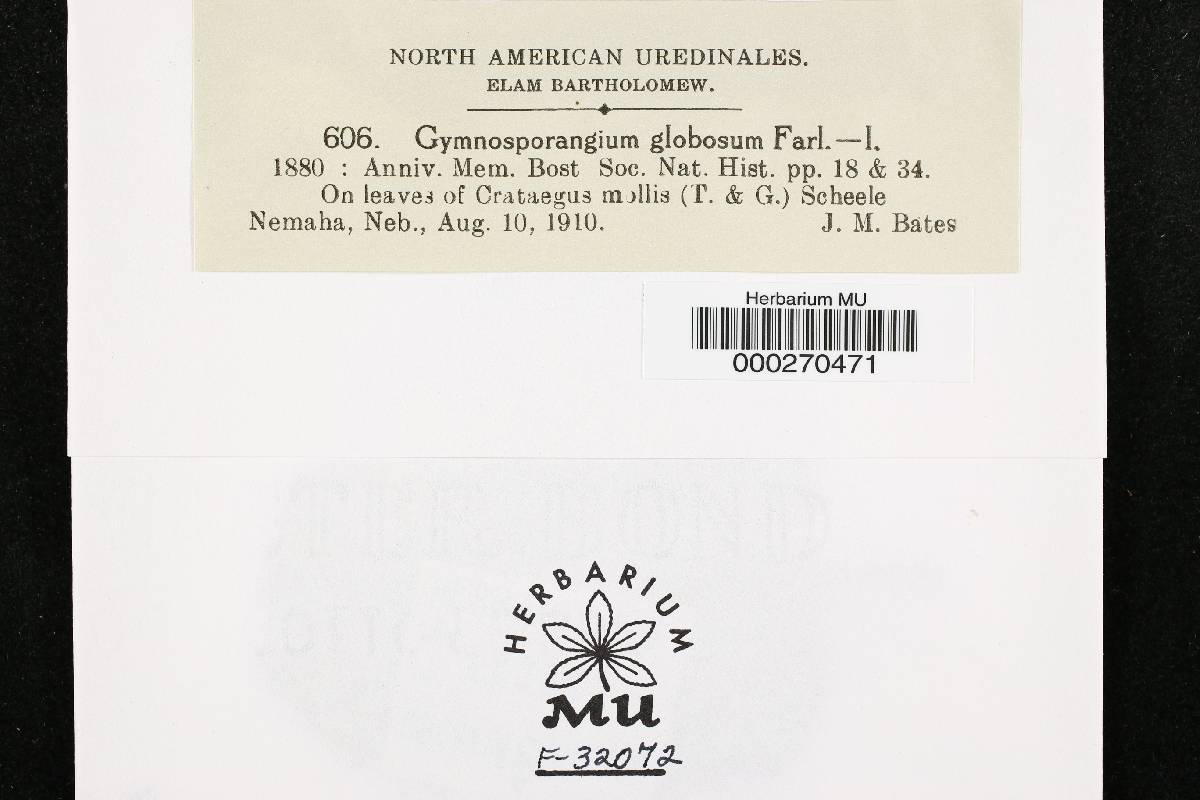 NORTH AMERICAN UREDINALES.
ELAM BARTHOLOMEW.
606. Gymnosporangium globosum Farl.—I.
1880 : Anniv. Mem. Bost Soc. Nat. Hist. pp. 18 & 34.
On leaves of Crataegus mollis (T. & G.) Scheele
Nemaha, Neb., Aug. 10, 1910. J. M. Bates
Herbarium MU
000270471
HERBARIUM
MU
F-32072